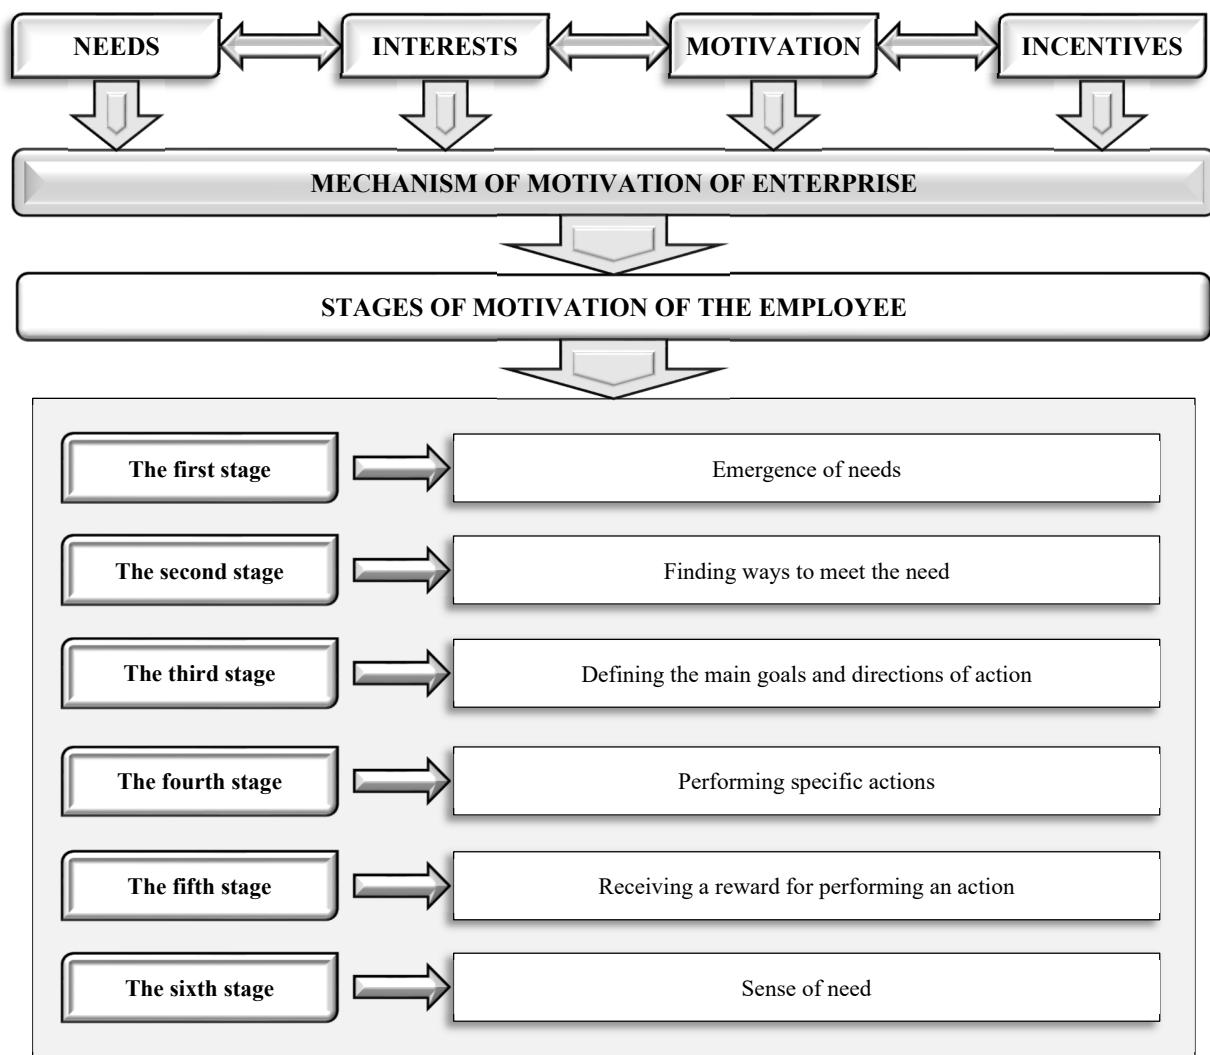 NEEDS
INTERESTS
MOTIVATION
INCENTIVES
MECHANISM OF MOTIVATION OF ENTERPRISE
STAGES OF MOTIVATION OF THE EMPLOYEE
The first stage
Emergence of needs
The second stage
Finding ways to meet the need
The third stage
Defining the main goals and directions of action
The fourth stage
Performing specific actions
The fifth stage
Receiving a reward for performing an action
The sixth stage
Sense of need